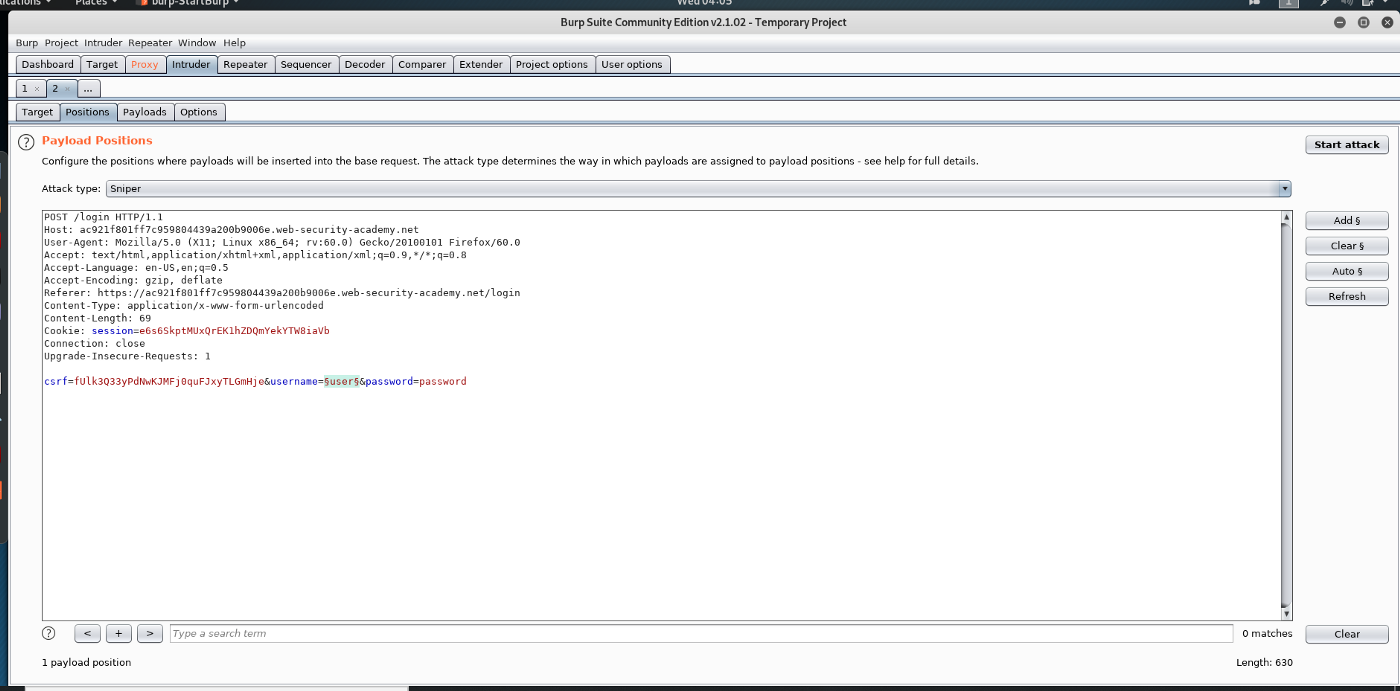 Places burp-StartBurp Wed 04:05 1
Burp Suite Community Edition v2.1.02 - Temporary Project
Burp Project Intruder Repeater Window Help
Dashboard Target Proxy Intruder Repeater Sequencer Decoder Comparer Extender Project options User options
1 × 2 × ...
Target Positions Payloads Options
? Payload Positions
Start attack
Configure the positions where payloads will be inserted into the base request. The attack type determines the way in which payloads are assigned to payload positions - see help for full details.
Attack type: Sniper
POST /login HTTP/1.1
Host: ac921f801ff7c959804439a200b9006e.web-security-academy.net
User-Agent: Mozilla/5.0 (X11; Linux x86_64; rv:60.0) Gecko/20100101 Firefox/60.0
Accept: text/html,application/xhtml+xml,application/xml;q=0.9,*/*;q=0.8
Accept-Language: en-US,en;q=0.5
Accept-Encoding: gzip, deflate
Referer: https://ac921f801ff7c959804439a200b9006e.web-security-academy.net/login
Content-Type: application/x-www-form-urlencoded
Content-Length: 69
Cookie: session=e6s6SkptMUxQrEK1hZDQmYekYTW8iaVb
Connection: close
Upgrade-Insecure-Requests: 1
csrf=fUlk3Q33yPdNwKJMFj0quFJxyTLGmHje&username=§user§&password=password
Add §
Clear §
Auto §
Refresh
? < + > Type a search term 0 matches Clear
1 payload position Length: 630